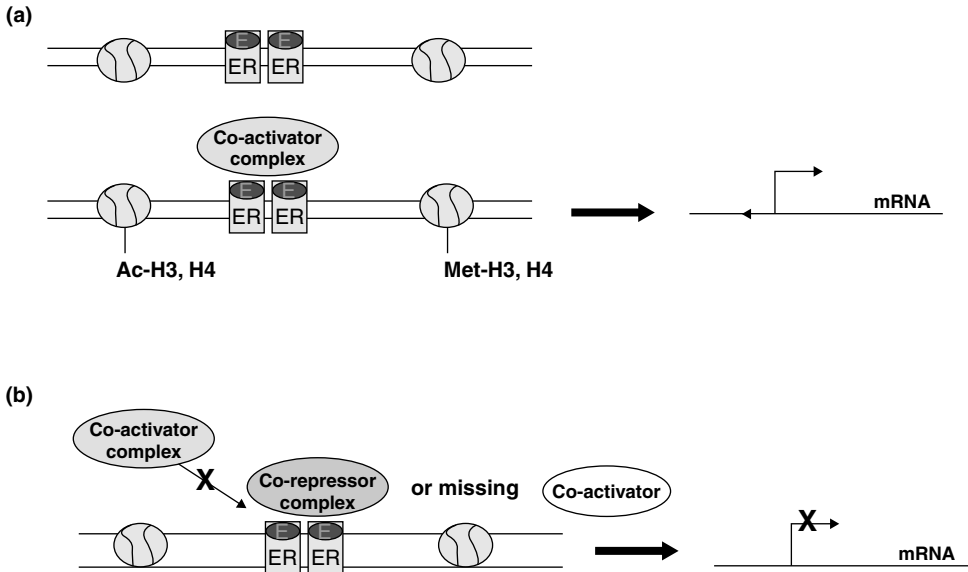 (a)
E E
ER ER
Co-activator
complex
E E
ER ER
mRNA
Ac-H3, H4
Met-H3, H4
(b)
Co-activator
complex
X
Co-repressor
complex
or missing
Co-activator
X
E E
ER ER
mRNA